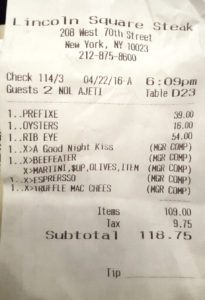 Lincoln Square Steak
208 West 70th Street
New York, NY 10023
212-875-8600
Check 114/3 04/22/16-A 6:09pm
Guests 2 NOL AJETI Table D23
1..PREFIXE 39.00
1..OYSTERS 16.00
1..RIB EYE 54.00
1..X>A Good Night Kiss (MGR COMP)
1..X>BEEFEATER (MGR COMP)
X>MARTINI,$UP,OLIVES,ITEM (MGR COMP)
1..X>ESPRERSSO (MGR COMP)
1..X>TRUFFLE MAC CHEES (MGR COMP)
Items 109.00
Tax 9.75
Subtotal 118.75
Tip